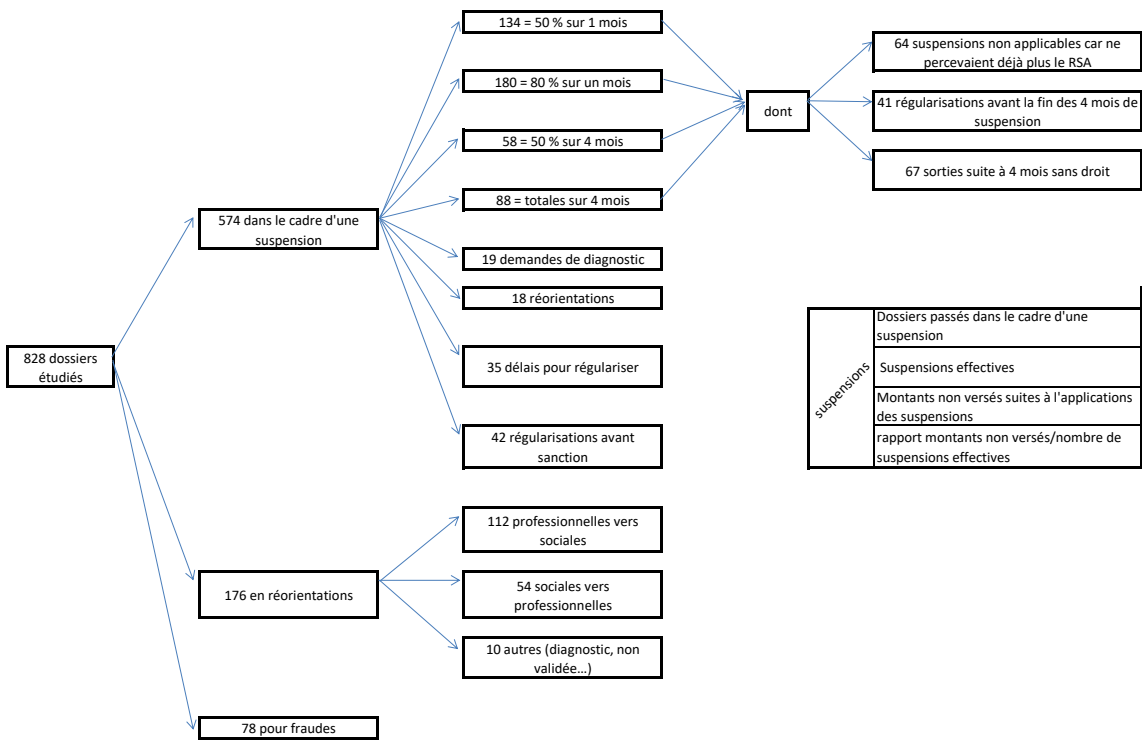 828 dossiers
étudiés
574 dans le cadre d'une
suspension
134 = 50 % sur 1 mois
180 = 80 % sur un mois
58 = 50 % sur 4 mois
88 = totales sur 4 mois
19 demandes de diagnostic
18 réorientations
35 délais pour régulariser
42 régularisations avant
sanction
dont
64 suspensions non applicables car ne
percevaient déjà plus le RSA
41 régularisations avant la fin des 4 mois de
suspension
67 sorties suite à 4 mois sans droit
176 en réorientations
112 professionnelles vers
sociales
54 sociales vers
professionnelles
10 autres (diagnostic, non
validée…)
78 pour fraudes
suspensions
Dossiers passés dans le cadre d'une
suspension
Suspensions effectives
Montants non versés suites à l'applications
des suspensions
rapport montants non versés/nombre de
suspensions effectives